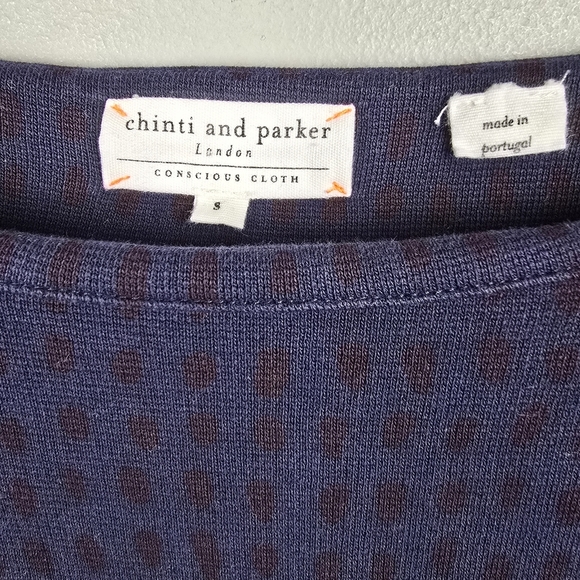 chinti and parker
London
CONSCIOUS CLOTH
S
made in
portugal